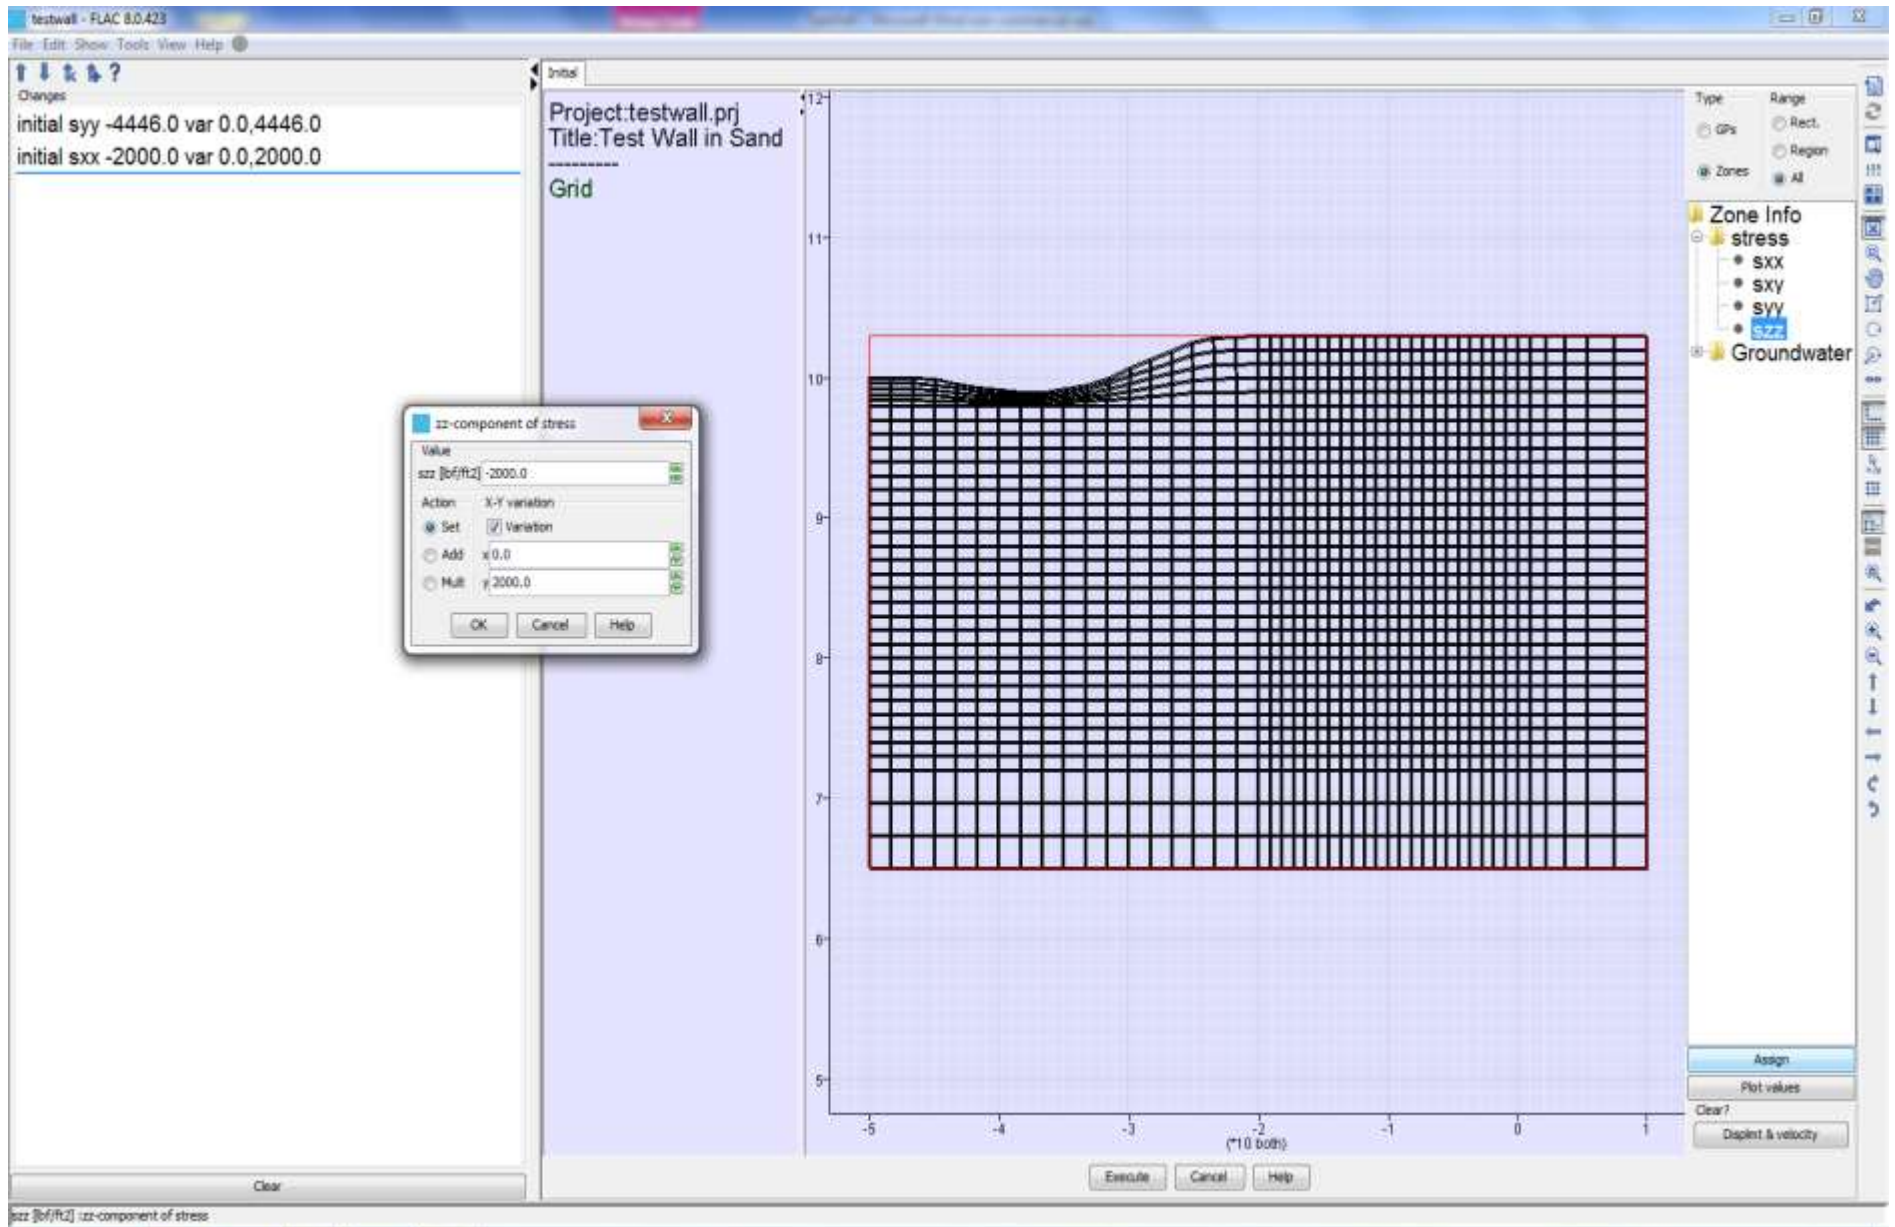 testwall - FLAC 8.0.423
File Edit Show Tools View Help
?
Changes
initial syy -4446.0 var 0.0,4446.0
initial sxx -2000.0 var 0.0,2000.0
Clear
szz [lbf/ft2] :zz-component of stress
Initial
Project:testwall.prj
Title:Test Wall in Sand
---------
Grid
12
11
10
9
8
7
6
5
-5 -4 -3 -2 -1 0 1
(*10 both)
zz-component of stress
Value
szz [lbf/ft2] -2000.0
Action X-Y variation
Set Variation
Add x 0.0
Mult y 2000.0
OK Cancel Help
Execute Cancel Help
Type Range
GPs Rect.
Region
Zones All
Zone Info
stress
sxx
sxy
syy
szz
Groundwater
Assign
Plot values
Clear?
Displmt & velocity